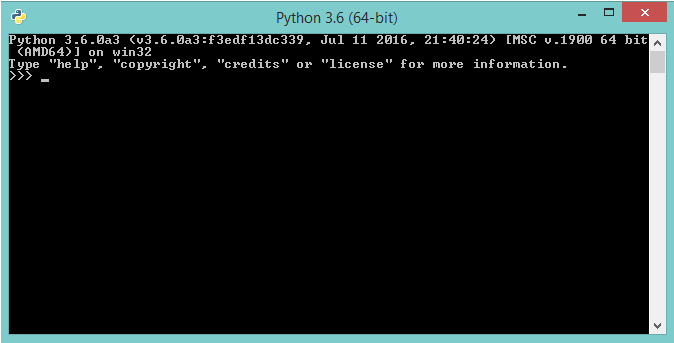 Python 3.6 (64-bit)
Python 3.6.0a3 (v3.6.0a3:f3edf13dc339, Jul 11 2016, 21:40:24) [MSC v.1900 64 bit
(AMD64)] on win32
Type "help", "copyright", "credits" or "license" for more information.
>>> _